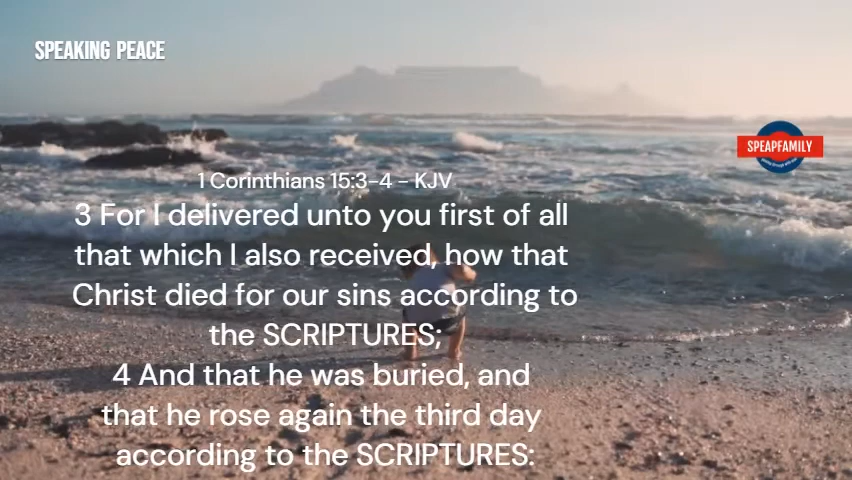 SPEAKING PEACE
SPEAPFAMILY
1 Corinthians 15:3-4 - KJV
3 For I delivered unto you first of all
that which I also received, how that
Christ died for our sins according to
the SCRIPTURES;
4 And that he was buried, and
that he rose again the third day
according to the SCRIPTURES: